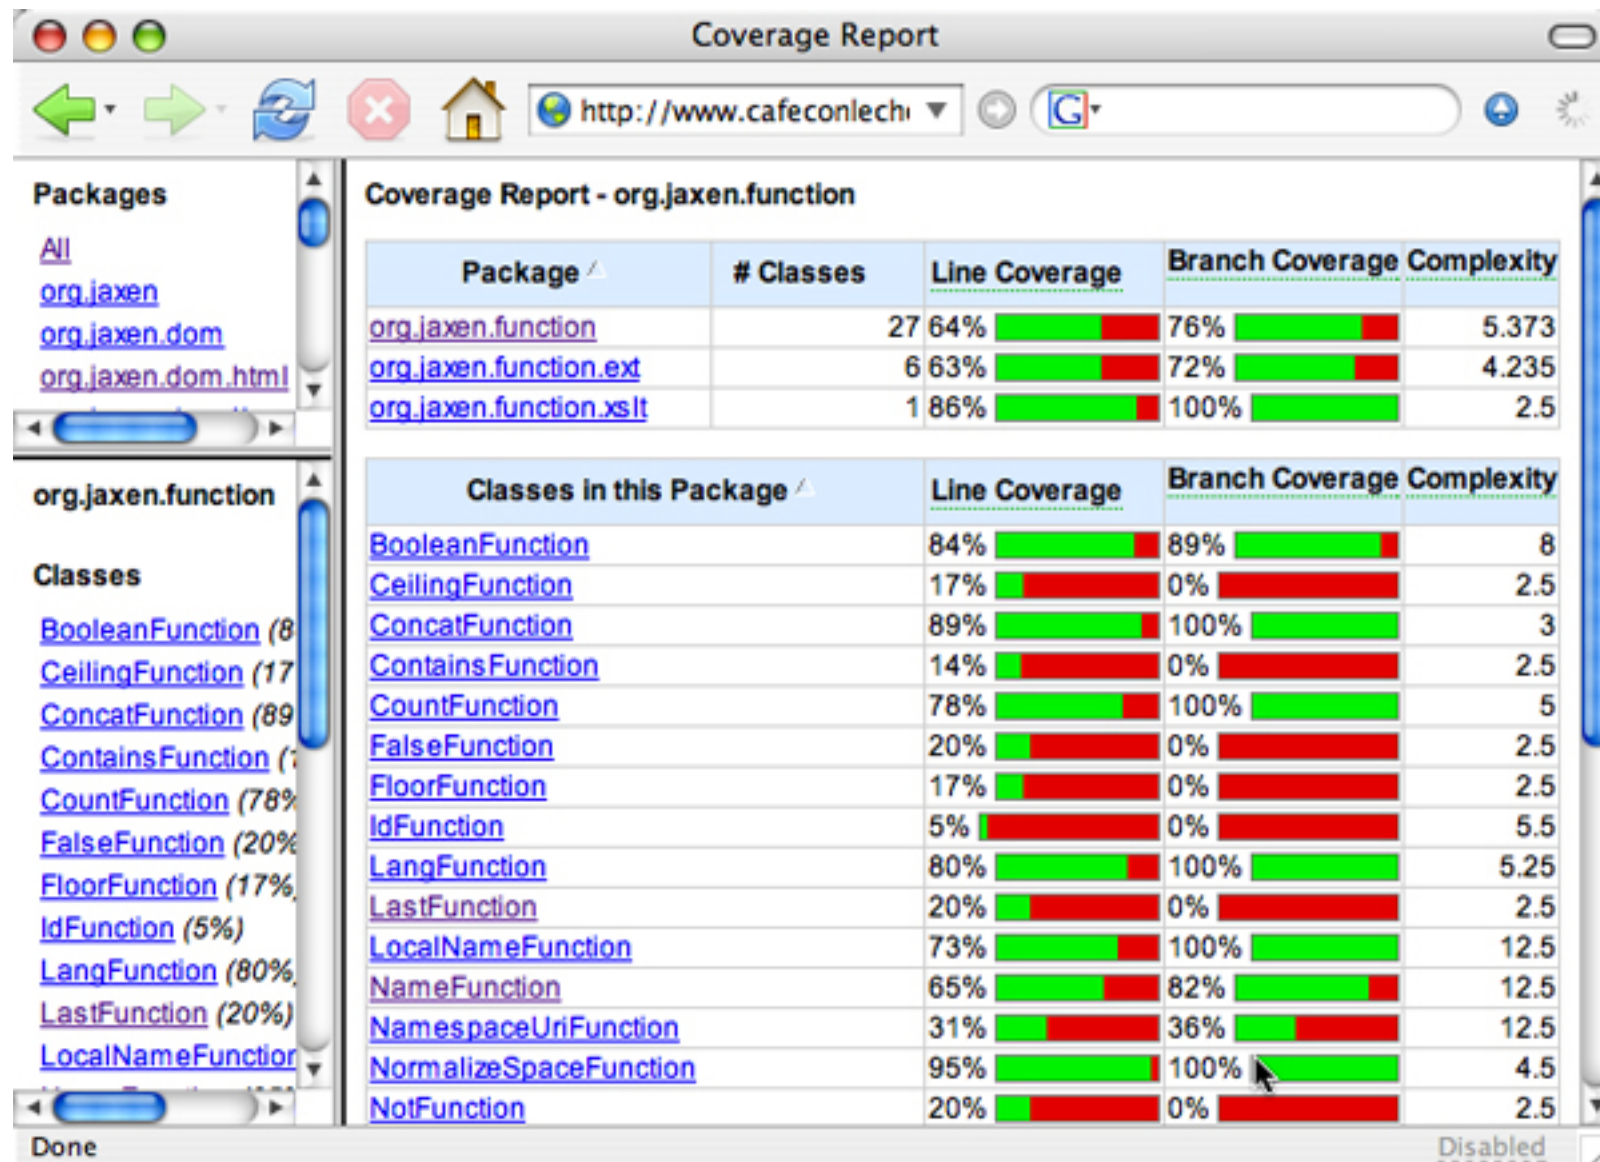 Coverage Report
http://www.cafeconlech
G
Packages
All
org.jaxen
org.jaxen.dom
org.jaxen.dom.html
org.jaxen.function
Classes
BooleanFunction (8
CeilingFunction (17
ConcatFunction (89
ContainsFunction (1
CountFunction (78%
FalseFunction (20%
FloorFunction (17%
IdFunction (5%)
LangFunction (80%
LastFunction (20%)
LocalNameFunction
Coverage Report - org.jaxen.function
Package # Classes Line Coverage Branch Coverage Complexity
org.jaxen.function 27 64% 76% 5.373
org.jaxen.function.ext 6 63% 72% 4.235
org.jaxen.function.xslt 1 86% 100% 2.5
Classes in this Package Line Coverage Branch Coverage Complexity
BooleanFunction 84% 89% 8
CeilingFunction 17% 0% 2.5
ConcatFunction 89% 100% 3
ContainsFunction 14% 0% 2.5
CountFunction 78% 100% 5
FalseFunction 20% 0% 2.5
FloorFunction 17% 0% 2.5
IdFunction 5% 0% 5.5
LangFunction 80% 100% 5.25
LastFunction 20% 0% 2.5
LocalNameFunction 73% 100% 12.5
NameFunction 65% 82% 12.5
NamespaceUriFunction 31% 36% 12.5
NormalizeSpaceFunction 95% 100% 4.5
NotFunction 20% 0% 2.5
Done
Disabled